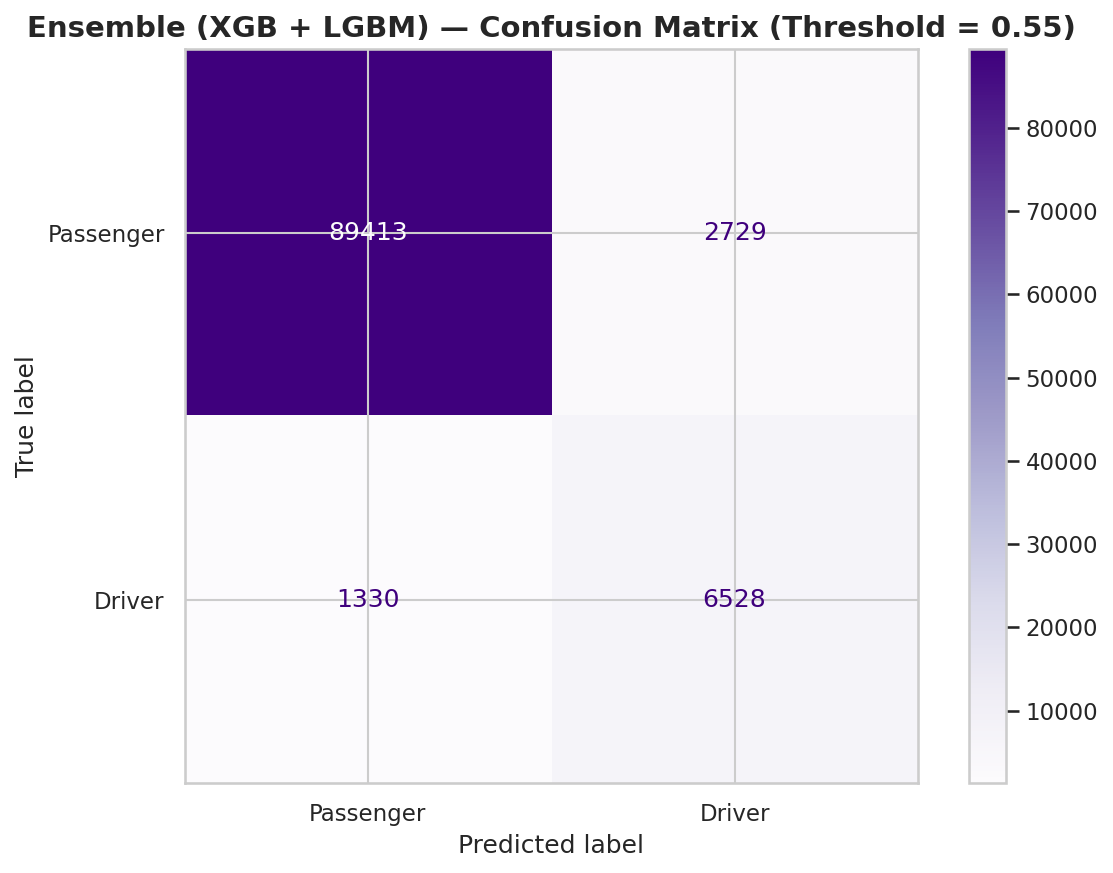 Ensemble (XGB + LGBM) — Confusion Matrix (Threshold = 0.55)
True label
Passenger
89413
2729
Driver
1330
6528
Passenger
Driver
Predicted label
80000
70000
60000
50000
40000
30000
20000
10000